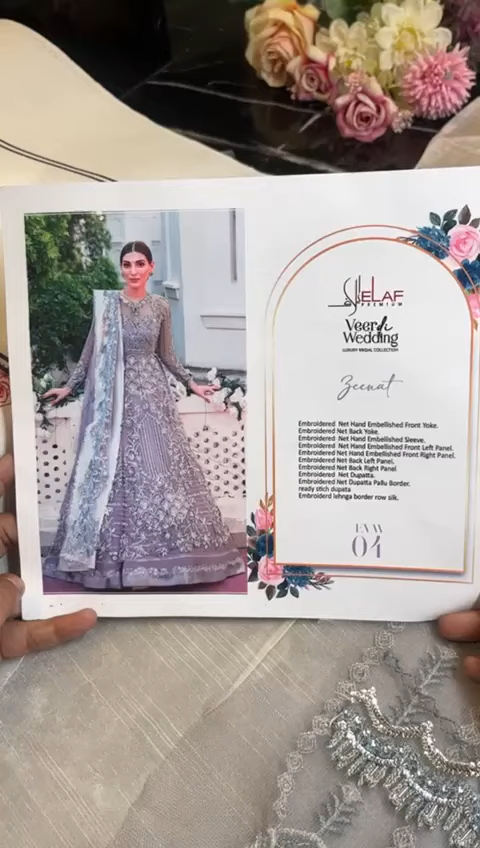 ELAF
PREMIUM
Veer di
Wedding
LUXURY BRIDAL COLLECTION
Zeenat
Embroidered Net Hand Embellished Front Yoke.
Embroidered Net Back Yoke.
Embroidered Net Hand Embellished Sleeve.
Embroidered Net Hand Embellished Front Left Panel.
Embroidered Net Hand Embellished Front Right Panel.
Embroidered Net Back Left Panel.
Embroidered Net Back Right Panel
Embroidered Net Dupatta.
Embroidered Net Dupatta Pallu Border.
ready stich dupata
Embroiderd lehnga border row silk.
EVW
04